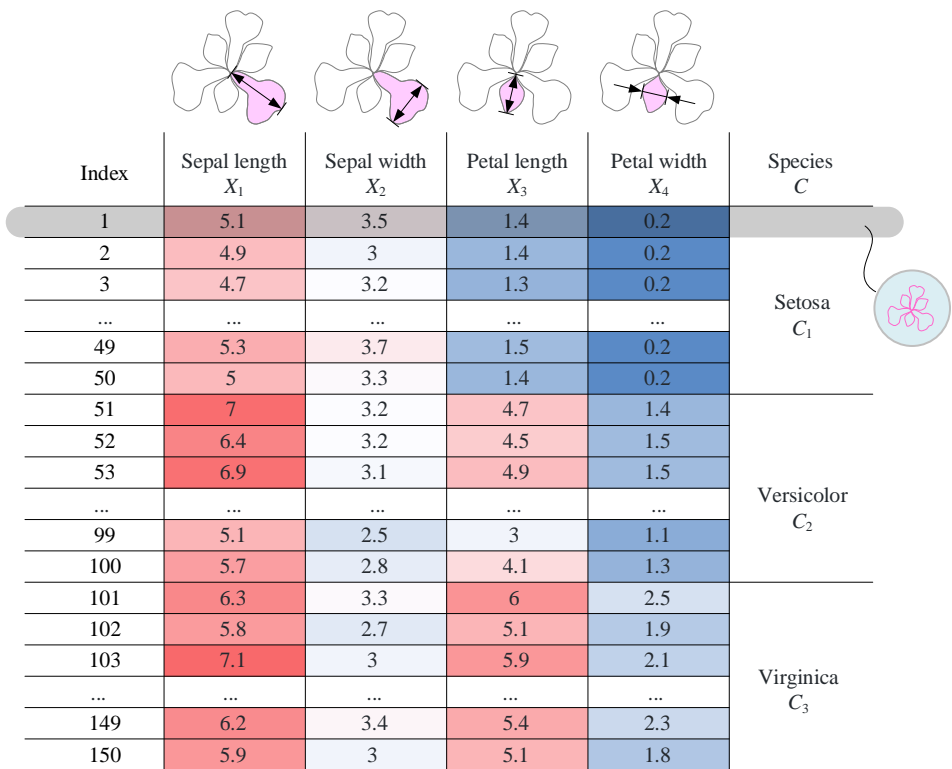 Index Sepal length Sepal width Petal length Petal width Species
X1 X2 X3 X4 C
1 5.1 3.5 1.4 0.2
2 4.9 3 1.4 0.2
3 4.7 3.2 1.3 0.2
Setosa
... ... ... ... ...
C1
49 5.3 3.7 1.5 0.2
50 5 3.3 1.4 0.2
51 7 3.2 4.7 1.4
52 6.4 3.2 4.5 1.5
53 6.9 3.1 4.9 1.5
Versicolor
... ... ... ... ...
C2
99 5.1 2.5 3 1.1
100 5.7 2.8 4.1 1.3
101 6.3 3.3 6 2.5
102 5.8 2.7 5.1 1.9
103 7.1 3 5.9 2.1
Virginica
... ... ... ... ...
C3
149 6.2 3.4 5.4 2.3
150 5.9 3 5.1 1.8